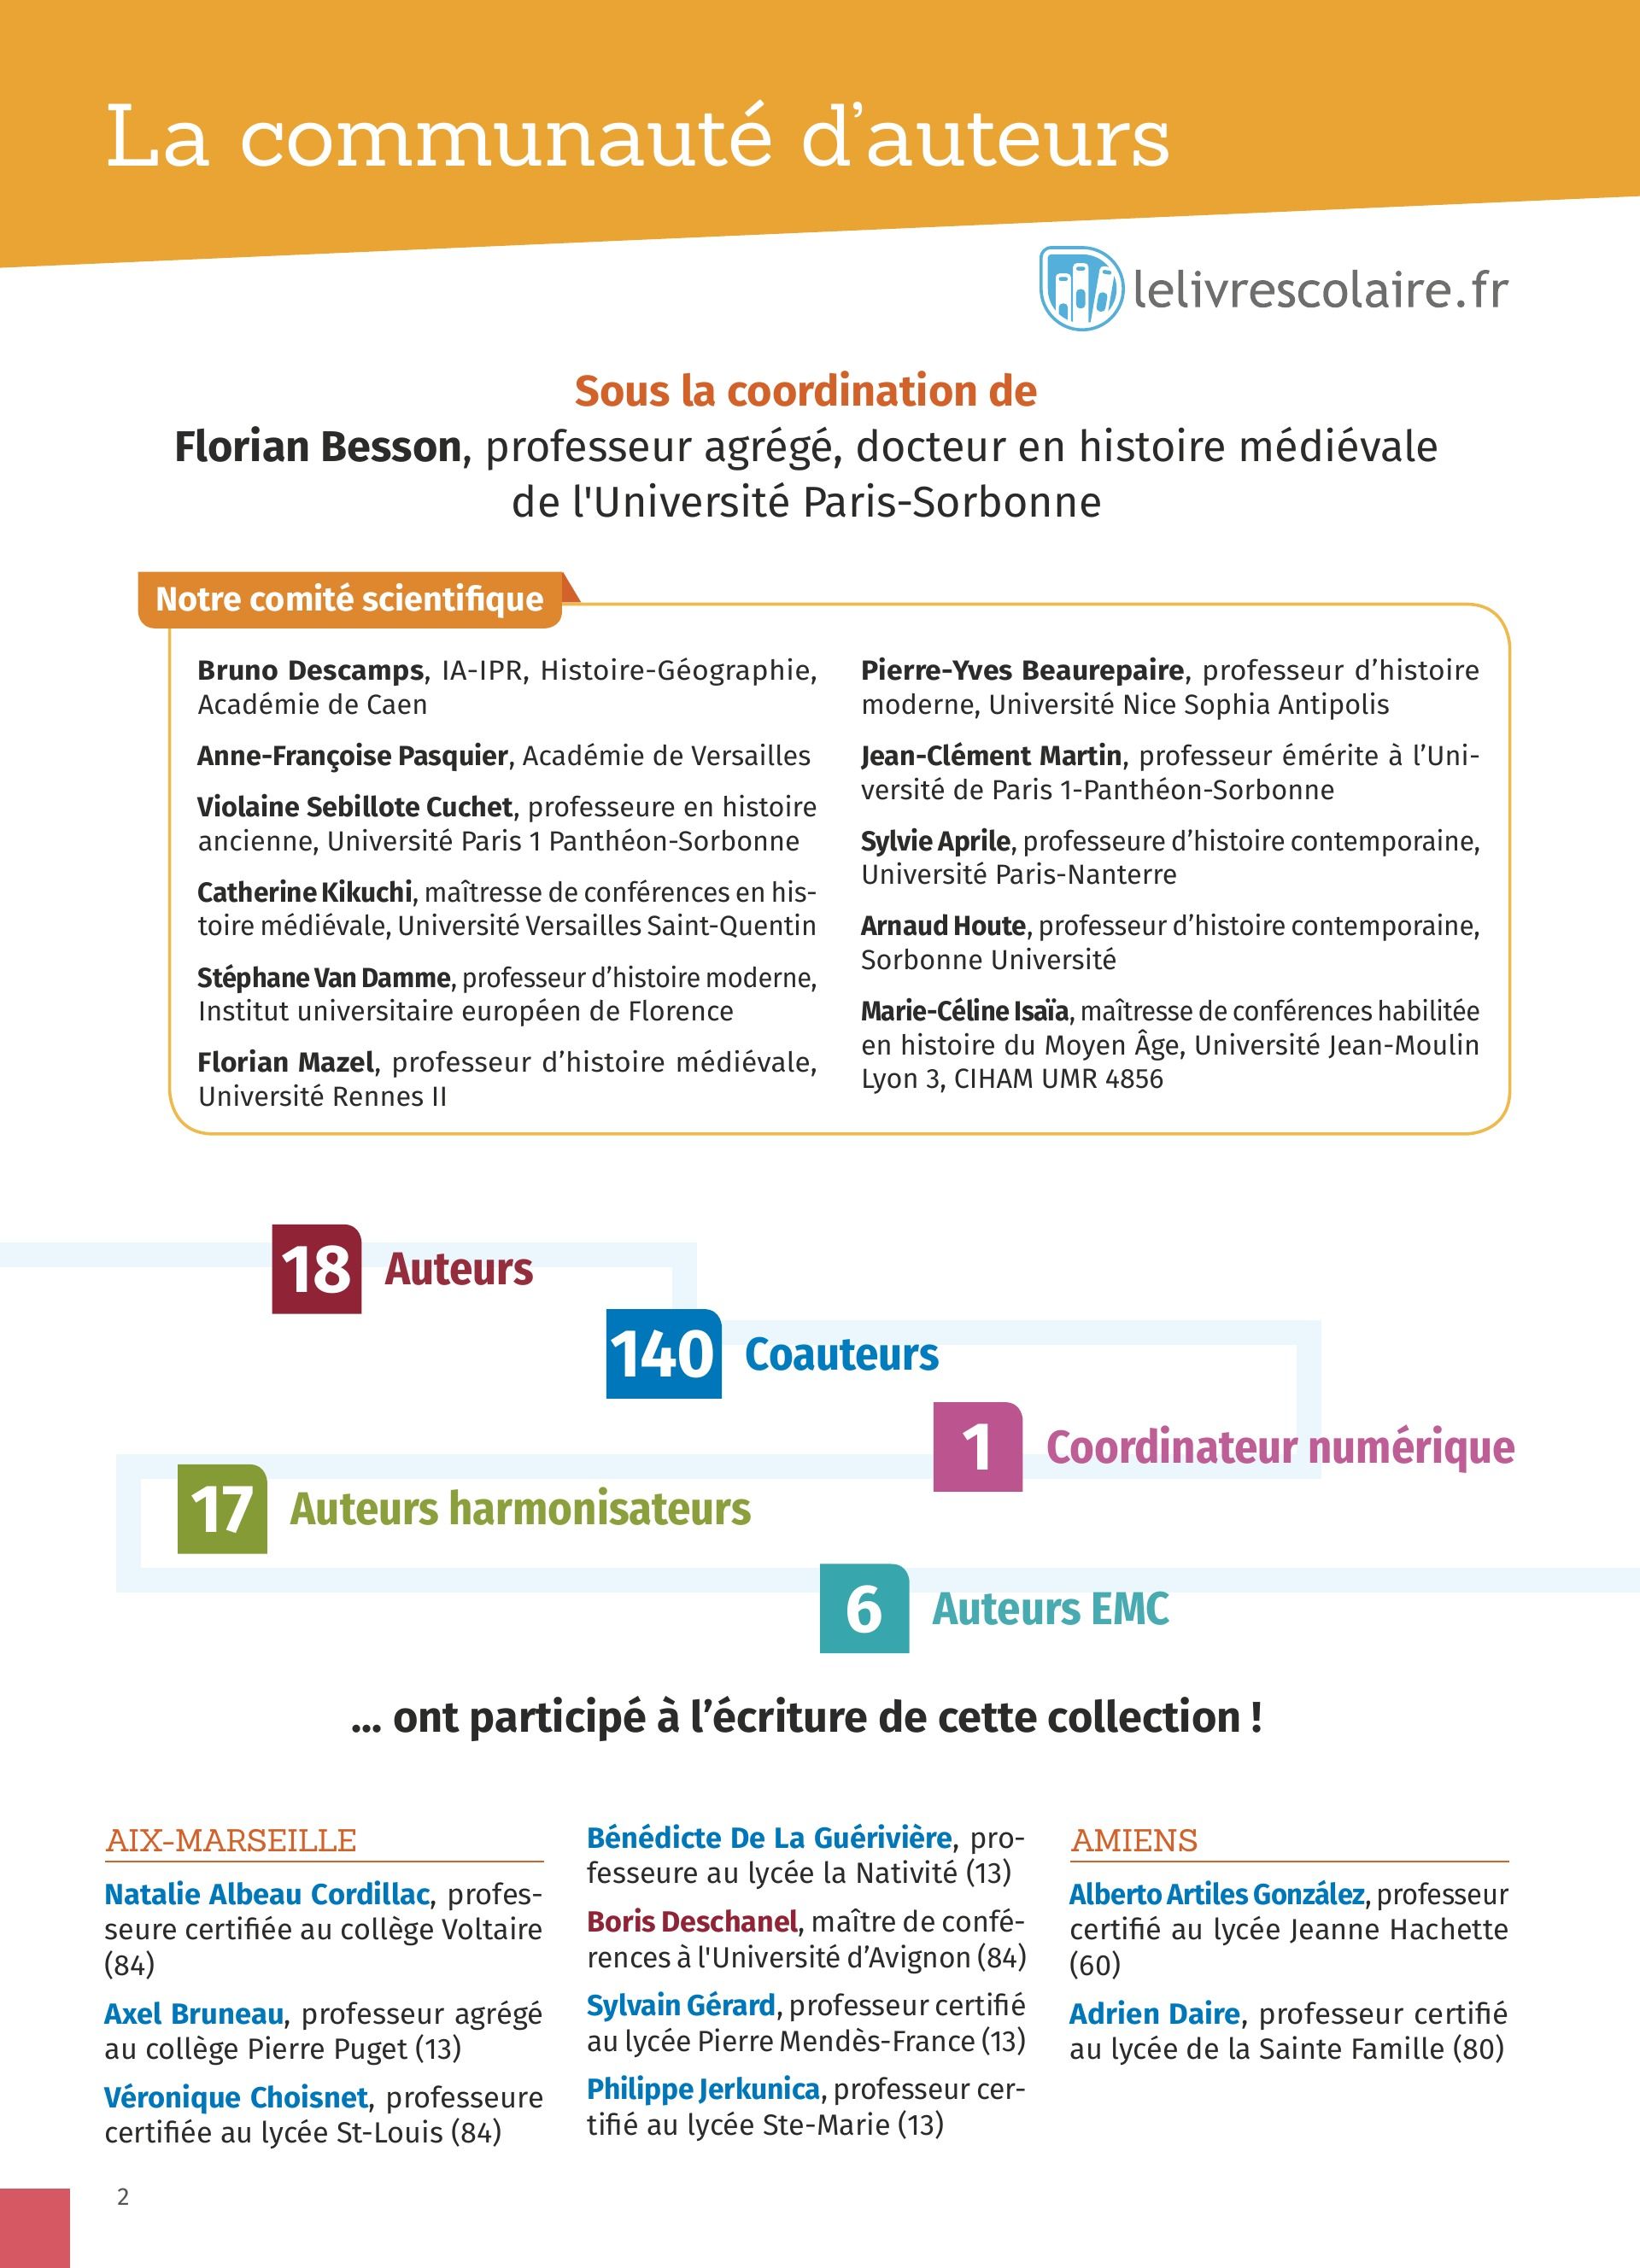 La communauté d’auteurs
lelivrescolaire.fr
Sous la coordination de
Florian Besson, professeur agrégé, docteur en histoire médiévale
de l'Université Paris-Sorbonne
Notre comité scientifique
Bruno Descamps, IA-IPR, Histoire-Géographie,
Académie de Caen
Anne-Françoise Pasquier, Académie de Versailles
Violaine Sebillote Cuchet, professeure en histoire
ancienne, Université Paris 1 Panthéon-Sorbonne
Catherine Kikuchi, maîtresse de conférences en his-
toire médiévale, Université Versailles Saint-Quentin
Stéphane Van Damme, professeur d’histoire moderne,
Institut universitaire européen de Florence
Florian Mazel, professeur d’histoire médiévale,
Université Rennes II
Pierre-Yves Beaurepaire, professeur d’histoire
moderne, Université Nice Sophia Antipolis
Jean-Clément Martin, professeur émérite à l’Uni-
versité de Paris 1-Panthéon-Sorbonne
Sylvie Aprile, professeure d’histoire contemporaine,
Université Paris-Nanterre
Arnaud Houte, professeur d’histoire contemporaine,
Sorbonne Université
Marie-Céline Isaïa, maîtresse de conférences habilitée
en histoire du Moyen Âge, Université Jean-Moulin
Lyon 3, CIHAM UMR 4856
18 Auteurs
140 Coauteurs
1 Coordinateur numérique
17 Auteurs harmonisateurs
6 Auteurs EMC
... ont participé à l’écriture de cette collection !
AIX-MARSEILLE
Natalie Albeau Cordillac, profes-
seure certifiée au collège Voltaire
(84)
Axel Bruneau, professeur agrégé
au collège Pierre Puget (13)
Véronique Choisnet, professeure
certifiée au lycée St-Louis (84)
Bénédicte De La Guérivière, pro-
fesseure au lycée la Nativité (13)
Boris Deschanel, maître de confé-
rences à l'Université d’Avignon (84)
Sylvain Gérard, professeur certifié
au lycée Pierre Mendès-France (13)
Philippe Jerkunica, professeur cer-
tifié au lycée Ste-Marie (13)
AMIENS
Alberto Artiles González, professeur
certifié au lycée Jeanne Hachette
(60)
Adrien Daire, professeur certifié
au lycée de la Sainte Famille (80)
2